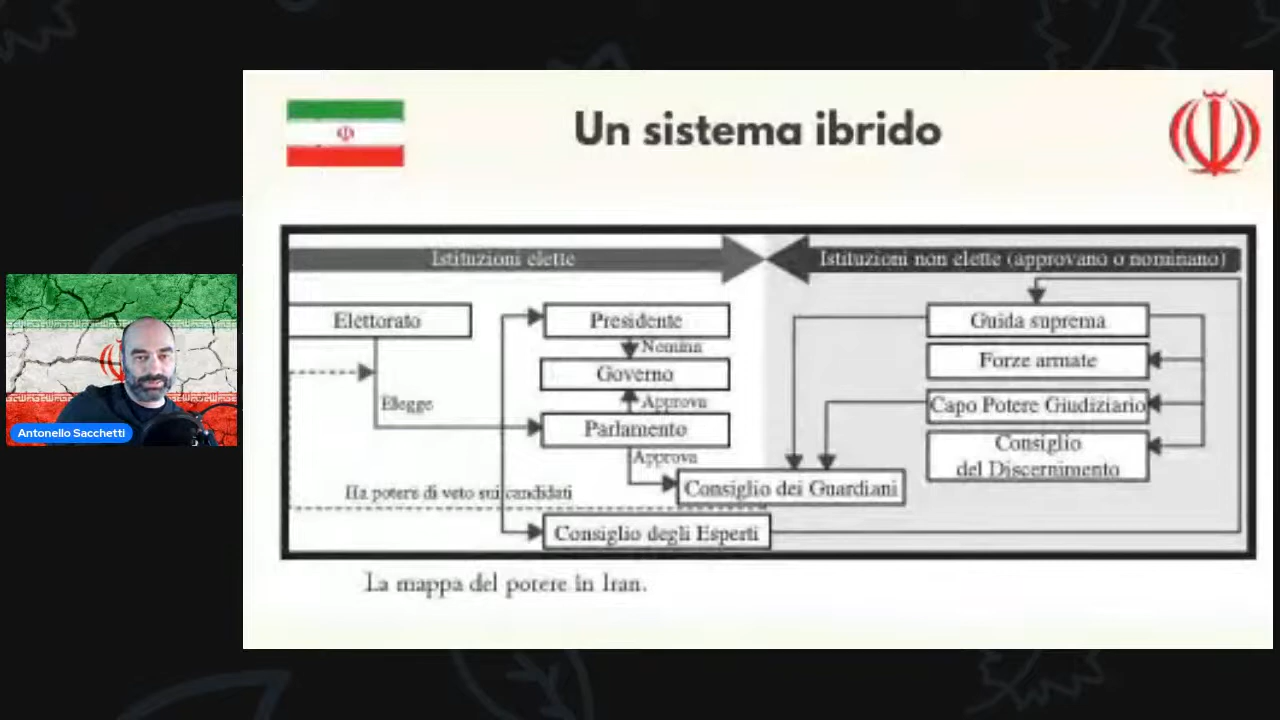 Un sistema ibrido
Istituzioni elette
Istituzioni non elette (approvano o nominano)
Elettorato
Presidente
Guida suprema
Nomina
Governo
Forze armate
Elegge
Approva
Capo Potere Giudiziario
Parlamento
Consiglio
del Discernimento
Approva
Ha potere di veto sui candidati
Consiglio dei Guardiani
Consiglio degli Esperti
La mappa del potere in Iran.
Antonello Sacchetti